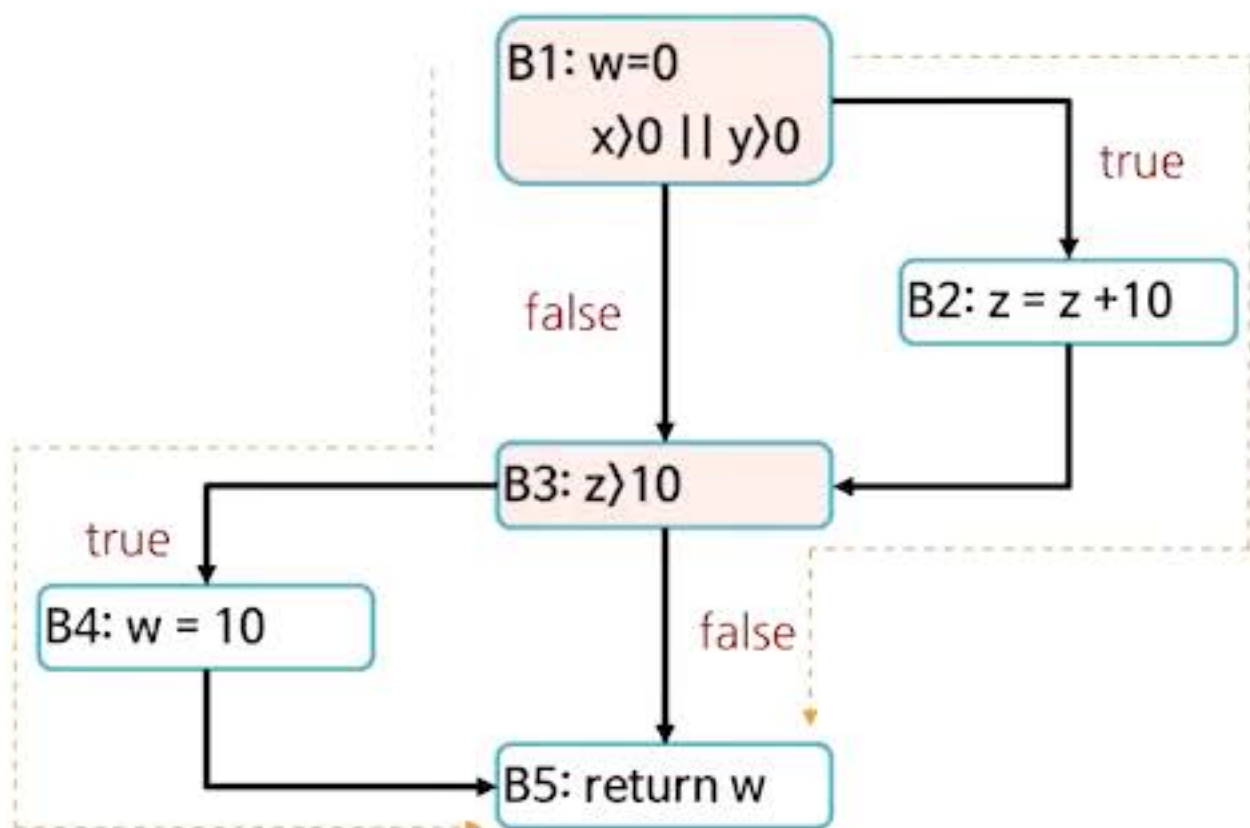 B1: w=0
x⟩0 || y⟩0
true
false
B2: z = z +10
B3: z⟩10
true
false
B4: w = 10
B5: return w